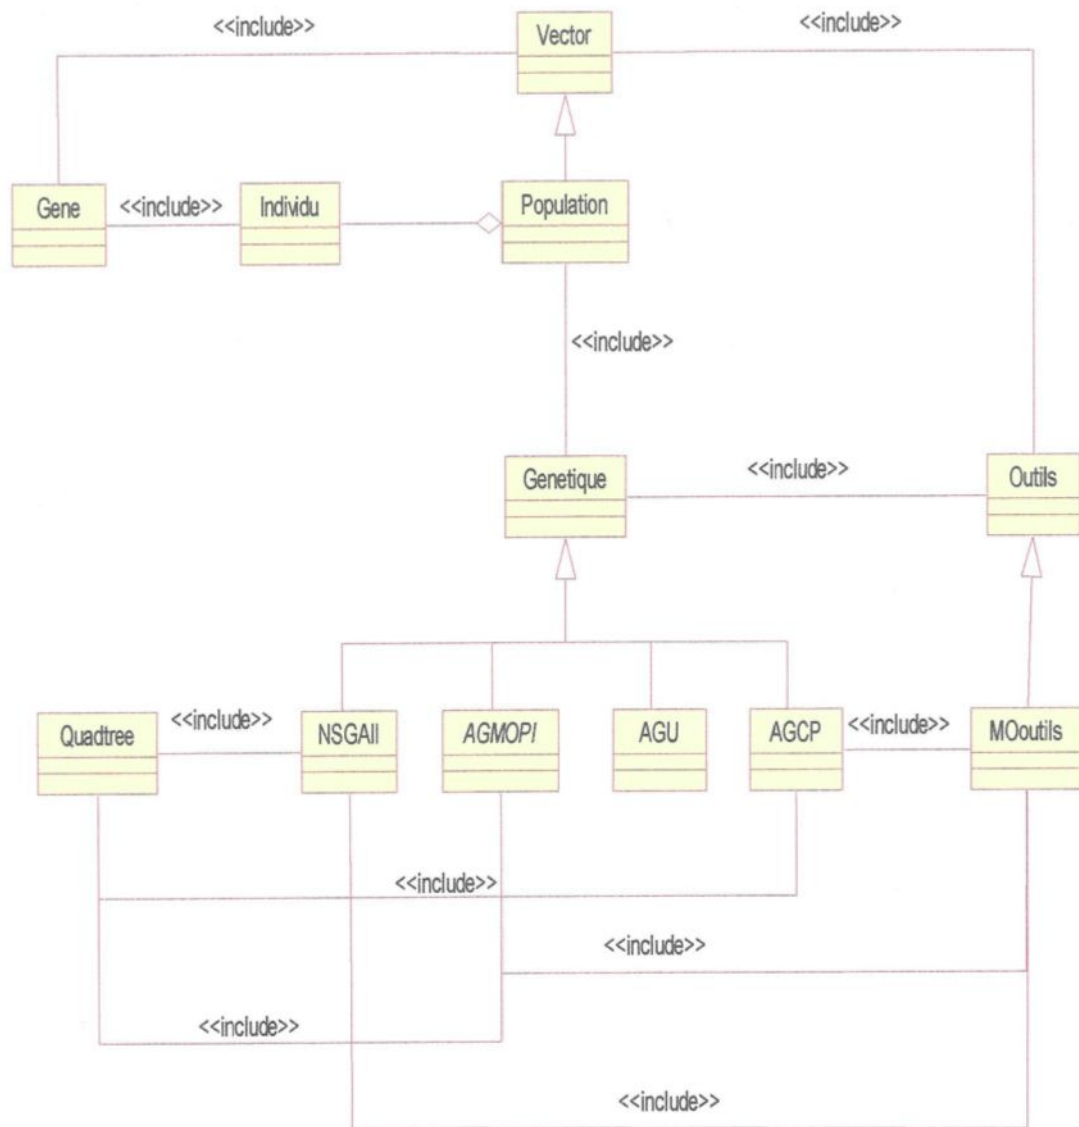 <<include>>
Vector
<<include>>
Gene
<<include>>
Individu
Population
<<include>>
Genetique
<<include>>
Outils
Quadtree
<<include>>
NSGAII
AGMOPI
AGU
AGCP
<<include>>
MOoutils
<<include>>
<<include>>
<<include>>
<<include>>